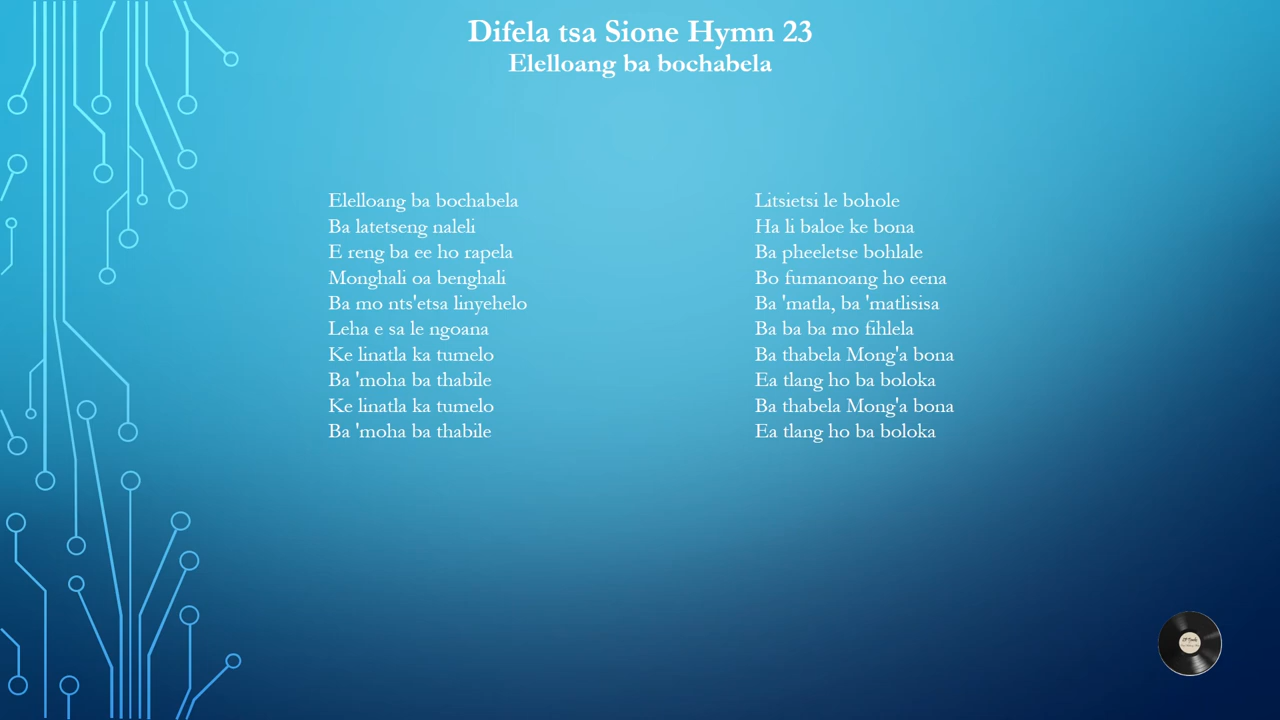 Difela tsa Sione Hymn 23
Elelloang ba bochabela
Elelloang ba bochabela
Ba latetseng naleli
E reng ba ee ho rapela
Monghali oa benghali
Ba mo nts'etsa linyehelo
Leha e sa le ngoana
Ke linatla ka tumelo
Ba 'moha ba thabile
Ke linatla ka tumelo
Ba 'moha ba thabile
Litsietsi le bohole
Ha li baloe ke bona
Ba pheeletse bohlale
Bo fumanoang ho eena
Ba 'matla, ba 'matlisisa
Ba ba ba mo fihlela
Ba thabela Mong'a bona
Ea tlang ho ba boloka
Ba thabela Mong'a bona
Ea tlang ho ba boloka